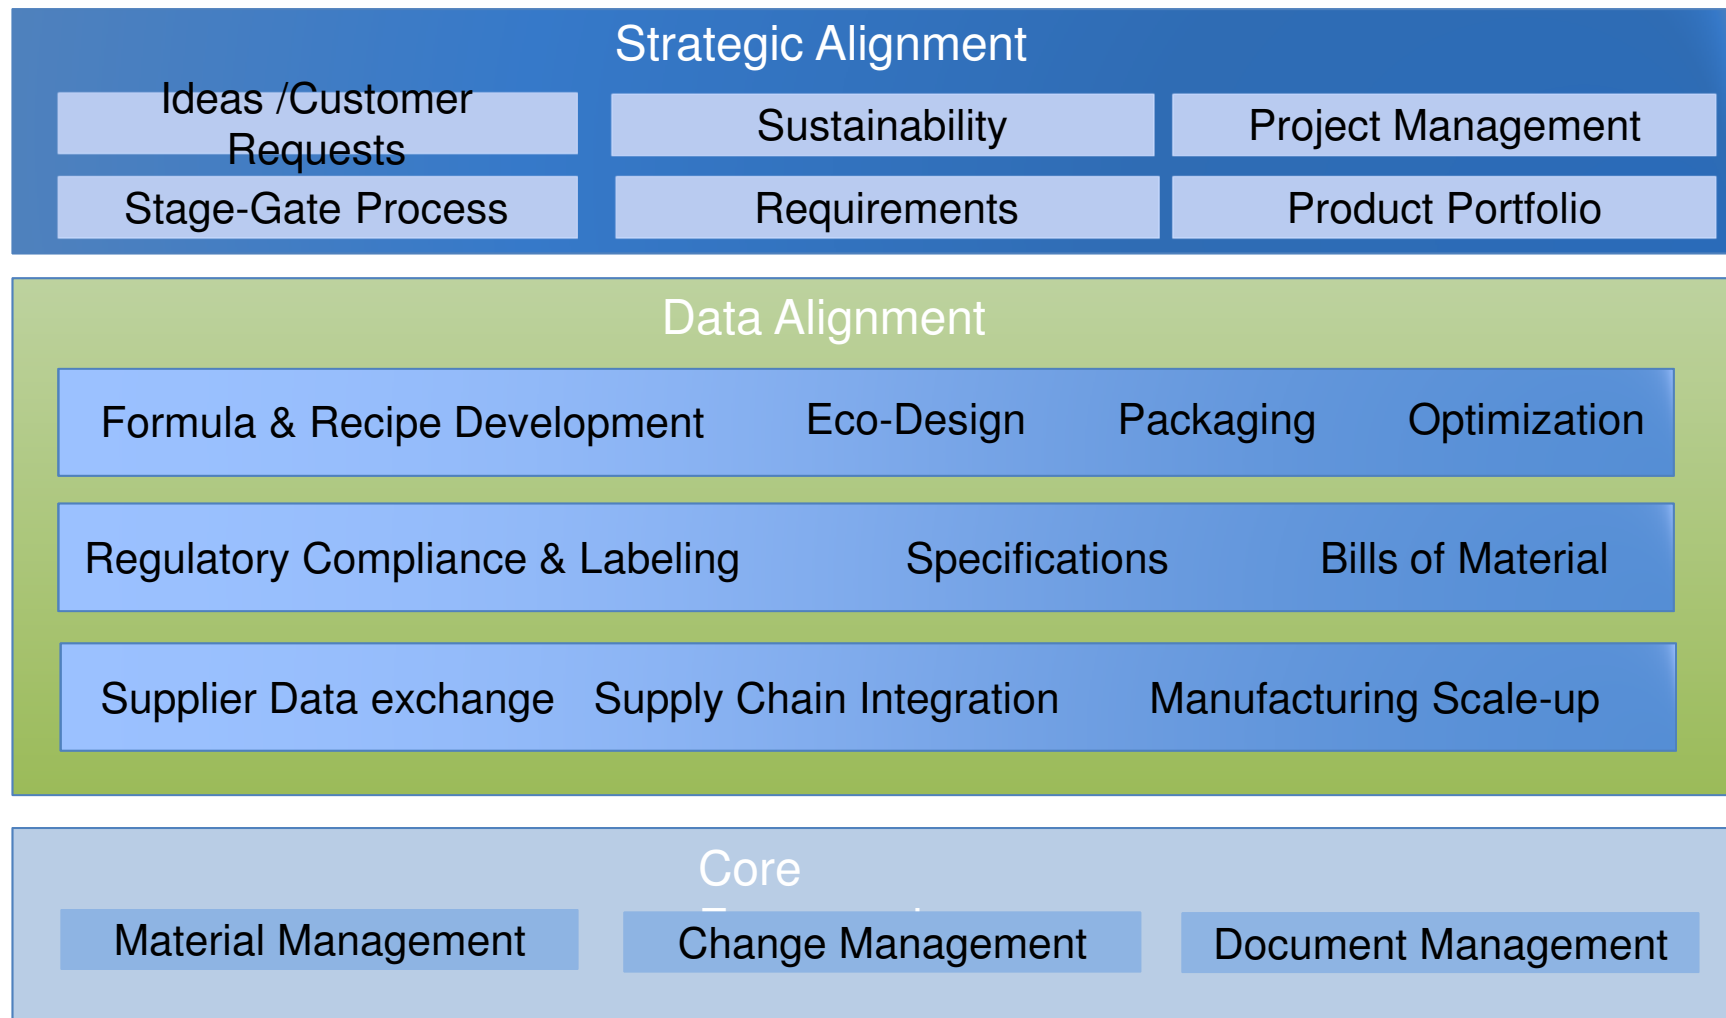 Strategic Alignment
Ideas /Customer
Requests
Sustainability
Project Management
Stage-Gate Process
Requirements
Product Portfolio
Data Alignment
Formula & Recipe Development Eco-Design Packaging Optimization
Regulatory Compliance & Labeling Specifications Bills of Material
Supplier Data exchange Supply Chain Integration Manufacturing Scale-up
Core
Material Management
Change Management
Document Management